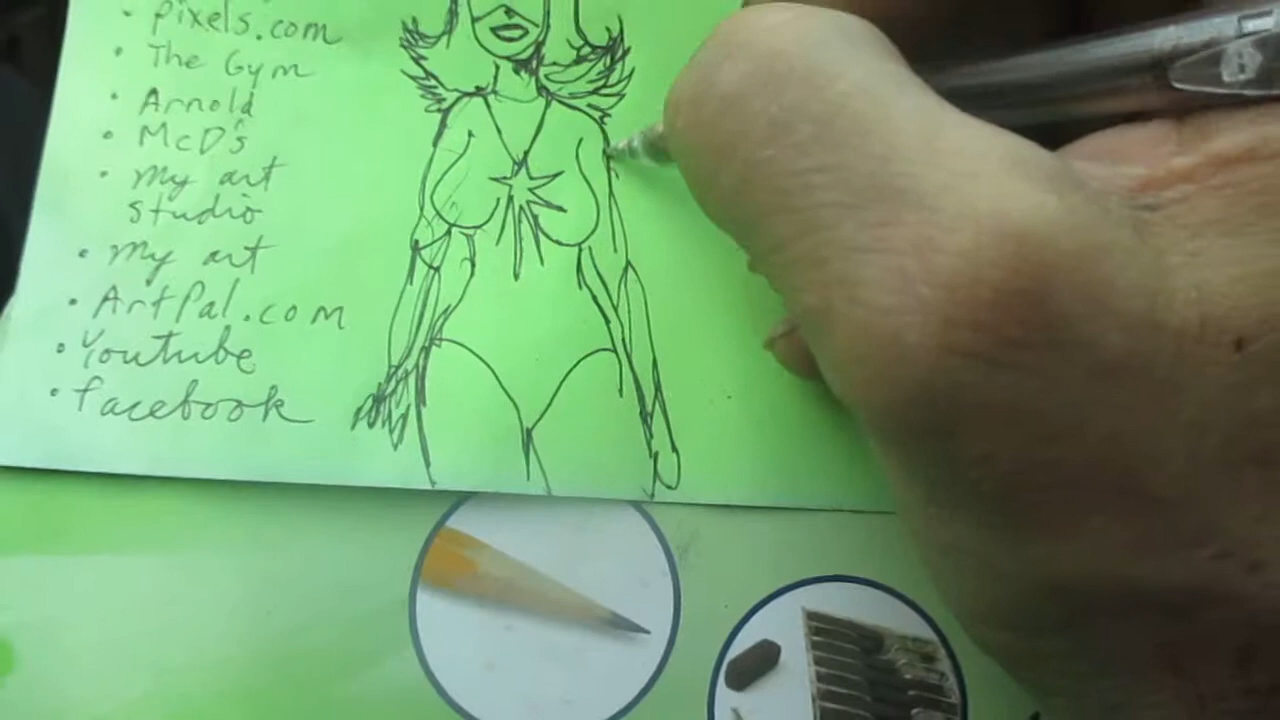 • pixels.com
• The Gym
• Arnold
• McD's
• my art
studio
• my art
• ArtPal.com
• Youtube
• facebook